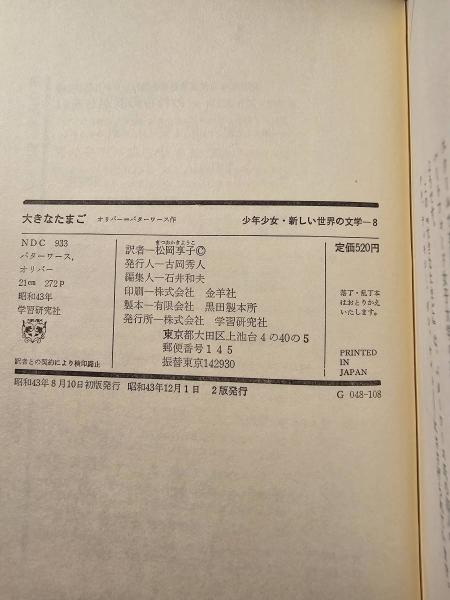 大きなたまご オリバー=バターワース作
少年少女・新しい世界の文学—8
NDC 933
バターワース,
オリバー
21cm 272P
昭和43年
学習研究社
訳者との契約により検印廃止
まつおかきょうこ
訳者—松岡享子©
発行人—古岡秀人
編集人—石井和夫
印刷—株式会社 金羊社
製本—有限会社 黒田製本所
発行所—株式会社 学習研究社
東京都大田区上池台4の40の5
郵便番号145
振替東京142930
定価520円
落丁・乱丁本
はおとりかえ
いたします。
PRINTED
IN
JAPAN
昭和43年8月10日初版発行 昭和43年12月1日 2版発行
G 048-108